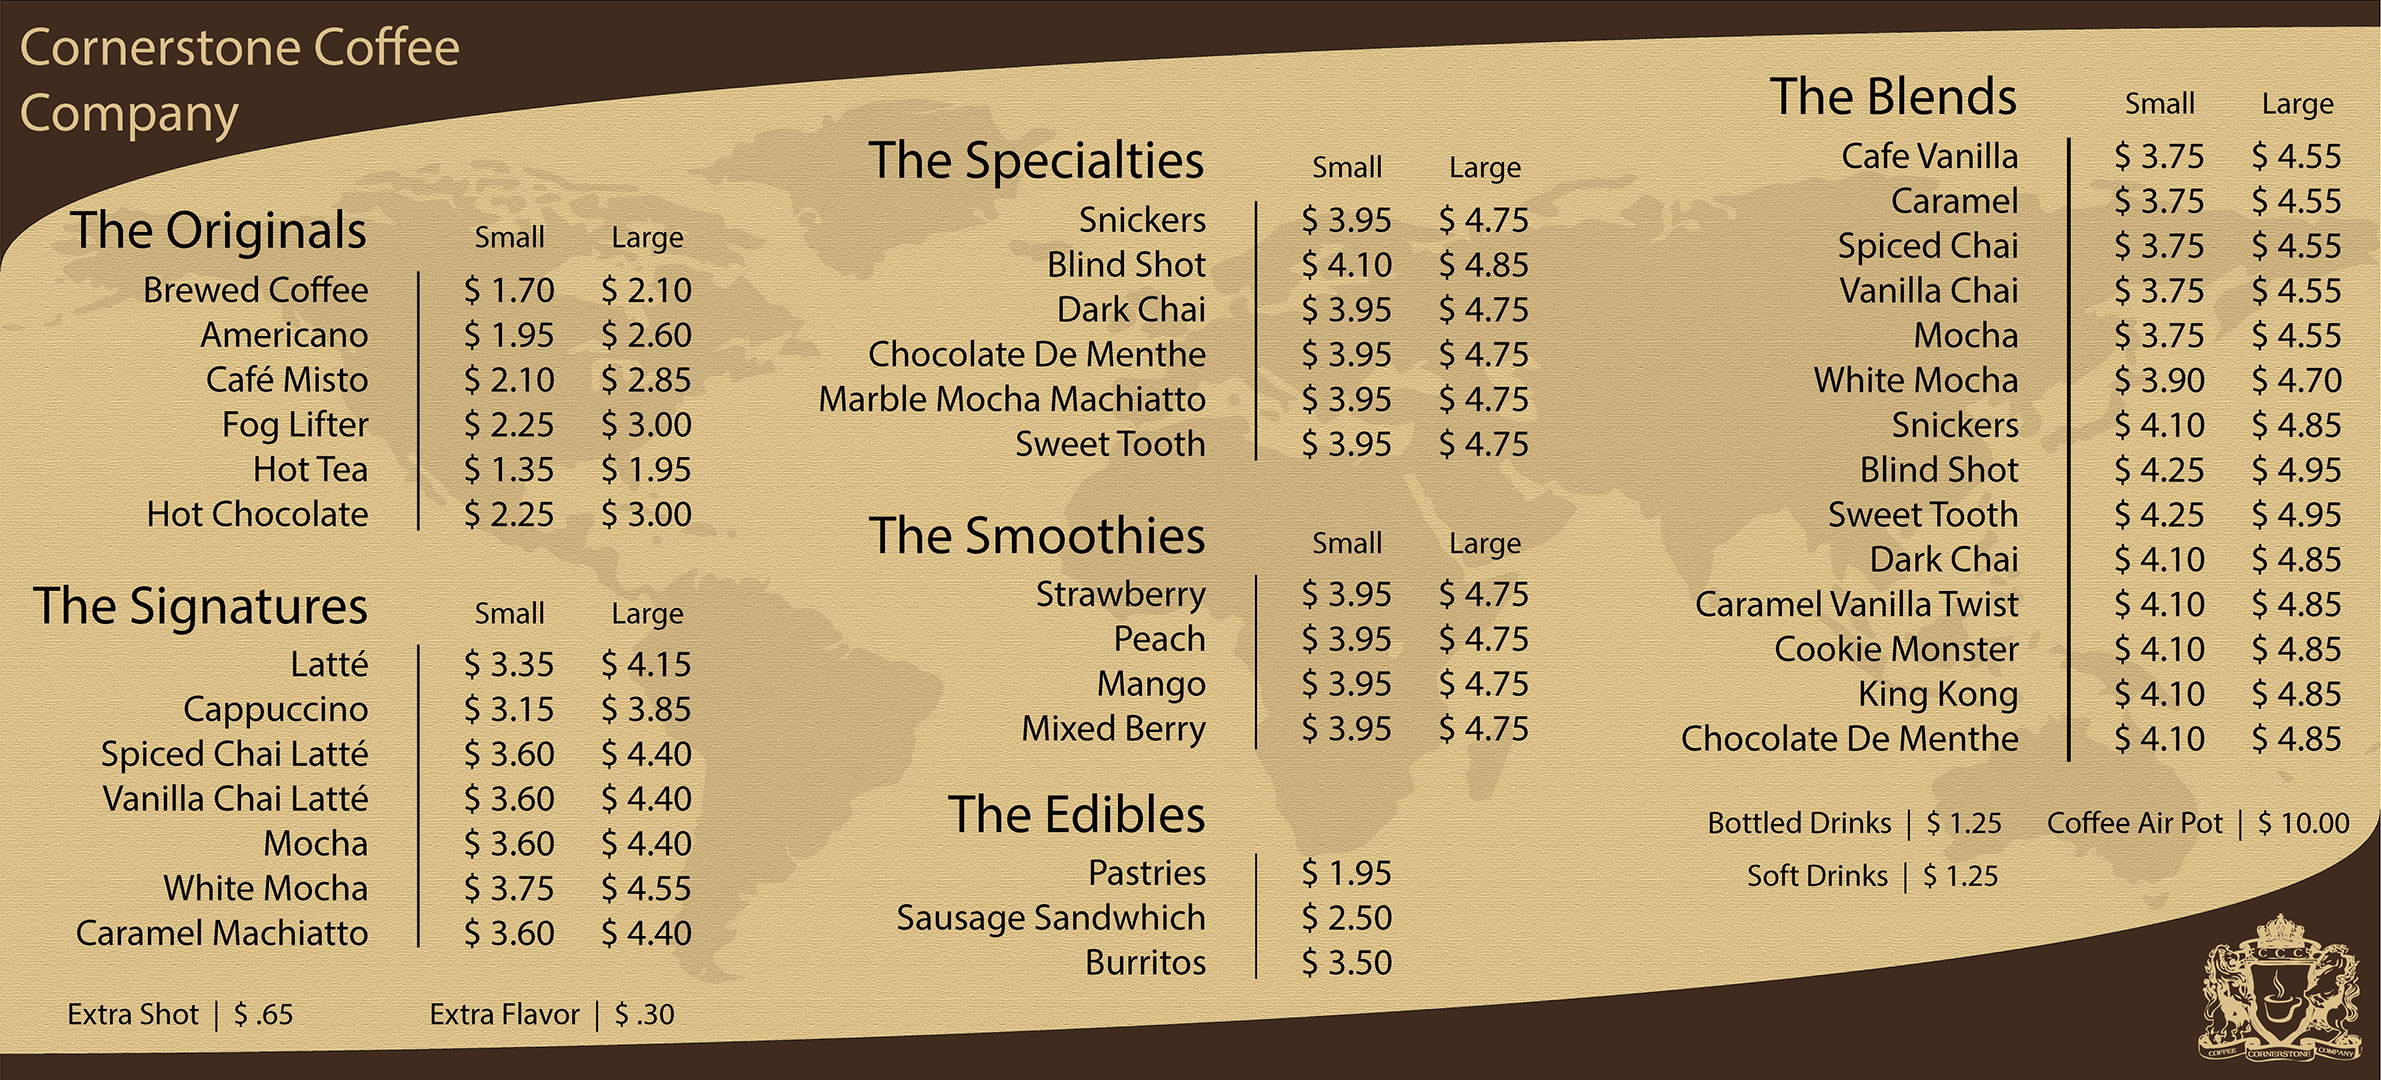 Cornerstone Coffee
Company
The Originals Small Large
Brewed Coffee $ 1.70 $ 2.10
Americano $ 1.95 $ 2.60
Café Misto $ 2.10 $ 2.85
Fog Lifter $ 2.25 $ 3.00
Hot Tea $ 1.35 $ 1.95
Hot Chocolate $ 2.25 $ 3.00
The Signatures Small Large
Latté $ 3.35 $ 4.15
Cappuccino $ 3.15 $ 3.85
Spiced Chai Latté $ 3.60 $ 4.40
Vanilla Chai Latté $ 3.60 $ 4.40
Mocha $ 3.60 $ 4.40
White Mocha $ 3.75 $ 4.55
Caramel Machiatto $ 3.60 $ 4.40
Extra Shot | $ .65 Extra Flavor | $ .30
The Specialties Small Large
Snickers $ 3.95 $ 4.75
Blind Shot $ 4.10 $ 4.85
Dark Chai $ 3.95 $ 4.75
Chocolate De Menthe $ 3.95 $ 4.75
Marble Mocha Machiatto $ 3.95 $ 4.75
Sweet Tooth $ 3.95 $ 4.75
The Smoothies Small Large
Strawberry $ 3.95 $ 4.75
Peach $ 3.95 $ 4.75
Mango $ 3.95 $ 4.75
Mixed Berry $ 3.95 $ 4.75
The Edibles
Pastries $ 1.95
Sausage Sandwhich $ 2.50
Burritos $ 3.50
The Blends Small Large
Cafe Vanilla $ 3.75 $ 4.55
Caramel $ 3.75 $ 4.55
Spiced Chai $ 3.75 $ 4.55
Vanilla Chai $ 3.75 $ 4.55
Mocha $ 3.75 $ 4.55
White Mocha $ 3.90 $ 4.70
Snickers $ 4.10 $ 4.85
Blind Shot $ 4.25 $ 4.95
Sweet Tooth $ 4.25 $ 4.95
Dark Chai $ 4.10 $ 4.85
Caramel Vanilla Twist $ 4.10 $ 4.85
Cookie Monster $ 4.10 $ 4.85
King Kong $ 4.10 $ 4.85
Chocolate De Menthe $ 4.10 $ 4.85
Bottled Drinks | $ 1.25 Coffee Air Pot | $ 10.00
Soft Drinks | $ 1.25
C C C
COFFEE CORNERSTONE COMPANY